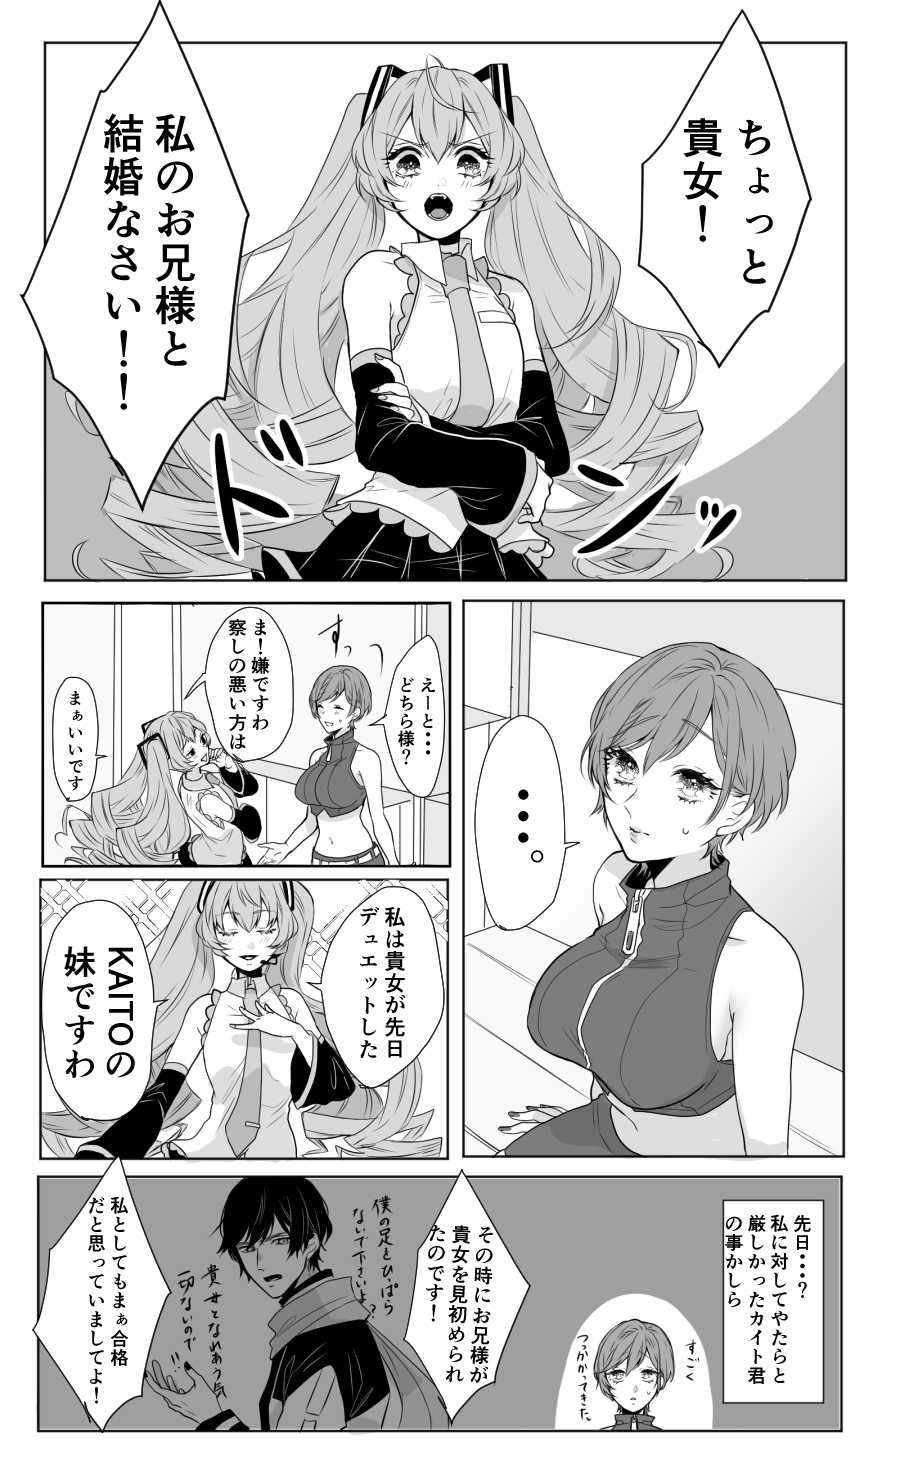 ちょっと
貴女！
私のお兄様と
結婚なさい！！
ドンッ
・・・。
えーと・・・
どちら様？
すっ
ま！嫌ですわ
察しの悪い方は
まぁいいです
私は貴女が先日
デュエットした
KAITOの
妹ですわ
先日・・・？
私に対してやたらと
厳しかったカイト君
の事かしら
すごく
つっかかってきた
その時にお兄様が
貴女を見初められ
たのです！
僕の足をひっぱら
ないで下さいよ？
貴女となれあう気
一切ないので
私としてもまぁ合格
だと思っていましてよ！